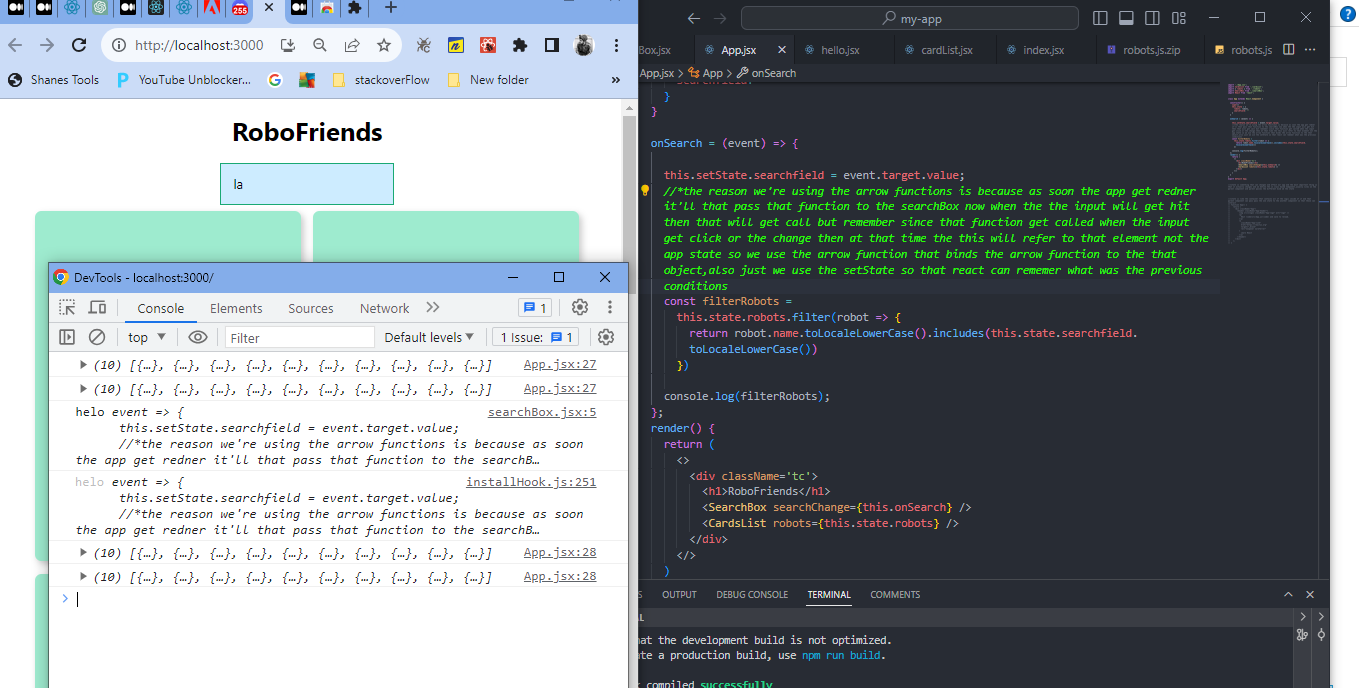 255
http://localhost:3000
Shanes Tools
YouTube Unblocker...
stackoverFlow
New folder
»
RoboFriends
la
DevTools - localhost:3000/
Console
Elements
Sources
Network
1
top
Filter
Default levels
1 Issue:
1
(10) [{…}, {…}, {…}, {…}, {…}, {…}, {…}, {…}, {…}, {…}]
App.jsx:27
(10) [{…}, {…}, {…}, {…}, {…}, {…}, {…}, {…}, {…}, {…}]
App.jsx:27
helo event => {
searchBox.jsx:5
this.setState.searchfield = event.target.value;
//*the reason we're using the arrow functions is because as soon
the app get redner it'll that pass that function to the searchB…
helo event => {
installHook.js:251
this.setState.searchfield = event.target.value;
//*the reason we're using the arrow functions is because as soon
the app get redner it'll that pass that function to the searchB…
(10) [{…}, {…}, {…}, {…}, {…}, {…}, {…}, {…}, {…}, {…}]
App.jsx:28
(10) [{…}, {…}, {…}, {…}, {…}, {…}, {…}, {…}, {…}, {…}]
App.jsx:28
>
my-app
Box.jsx
App.jsx
hello.jsx
cardList.jsx
index.jsx
robots.js.zip
robots.js
App.jsx > App > onSearch
}
}
onSearch = (event) => {
this.setState.searchfield = event.target.value;
//*the reason we're using the arrow functions is because as soon the app get redner
it'll that pass that function to the searchBox now when the the input will get hit
then that will get call but remember since that function get called when the input
get click or the change then at that time the this will refer to that element not the
app state so we use the arrow function that binds the arrow function to the that
object,also just we use the setState so that react can rememer what was the previous
conditions
const filterRobots =
this.state.robots.filter(robot => {
return robot.name.toLocaleLowerCase().includes(this.state.searchfield.
toLocaleLowerCase())
})
console.log(filterRobots);
};
render() {
return (
<>
<div className='tc'>
<h1>RoboFriends</h1>
<SearchBox searchChange={this.onSearch} />
<CardsList robots={this.state.robots} />
</div>
</>
)
S
OUTPUT
DEBUG CONSOLE
TERMINAL
COMMENTS
AL
hat the development build is not optimized.
te a production build, use npm run build.
compiled successfully
?